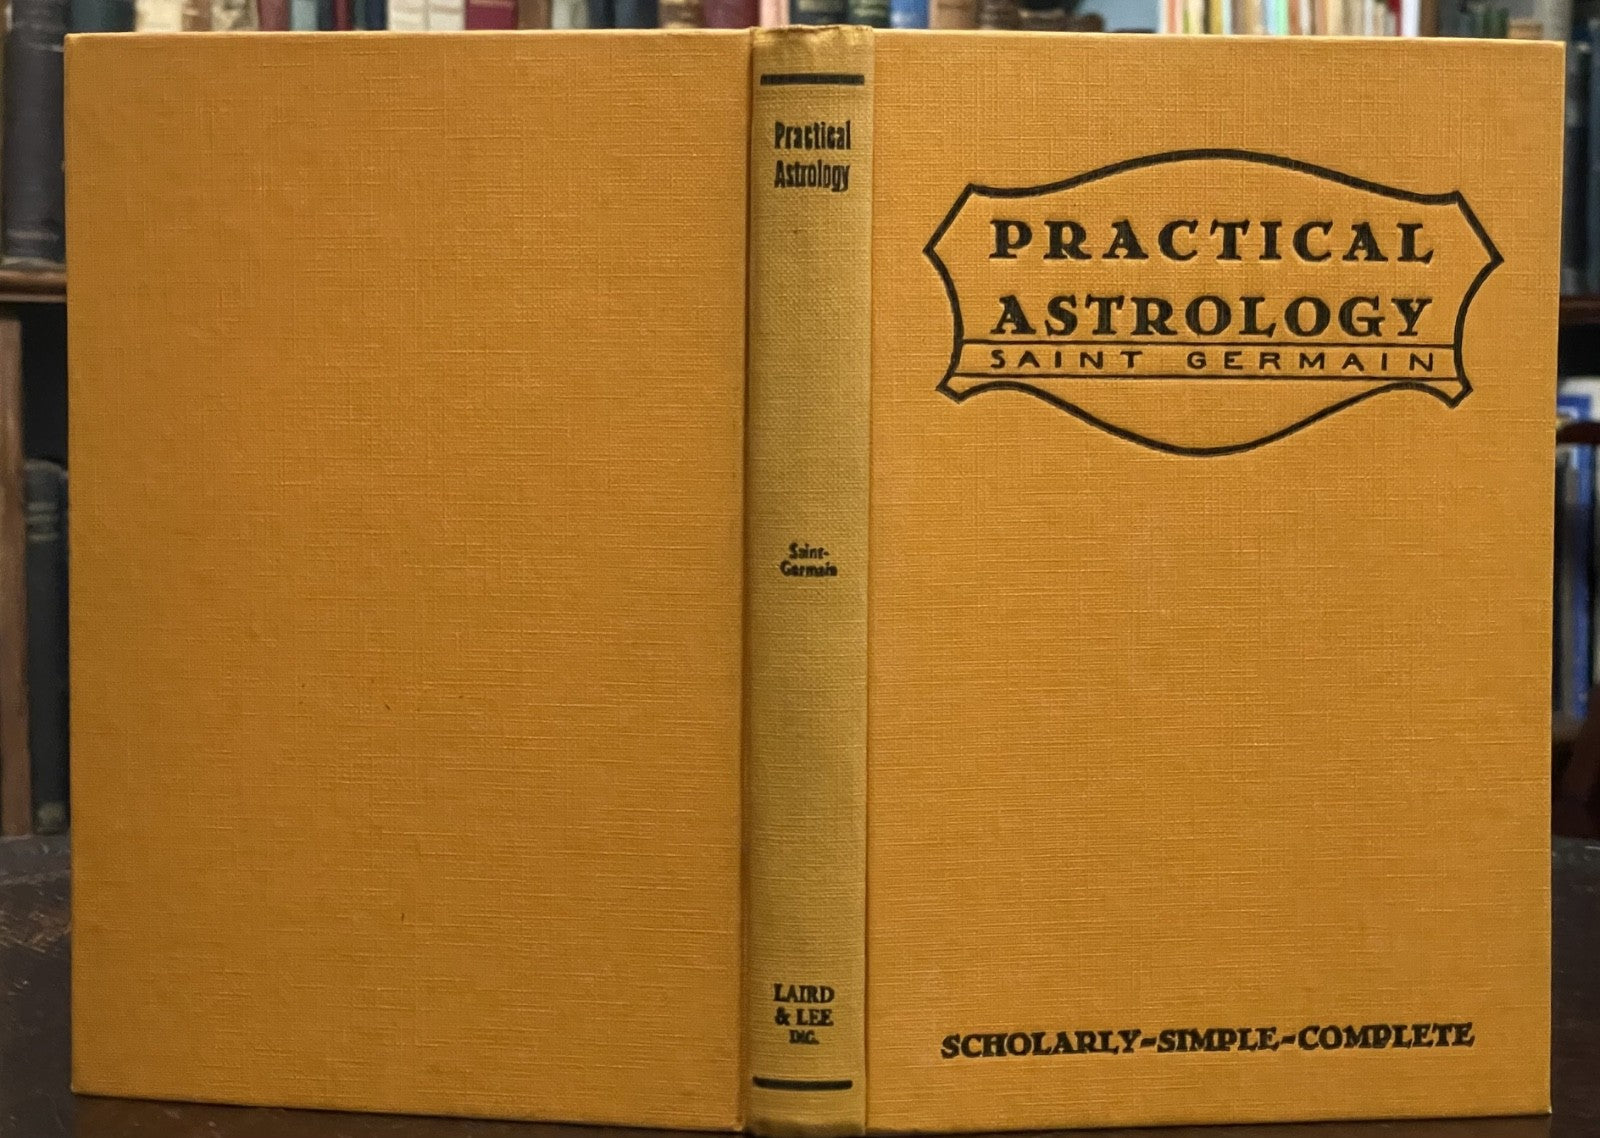 Practical
Astrology
Saint-
Germain
LAIRD
& LEE
INC.
PRACTICAL
ASTROLOGY
SAINT GERMAIN
SCHOLARLY-SIMPLE-COMPLETE